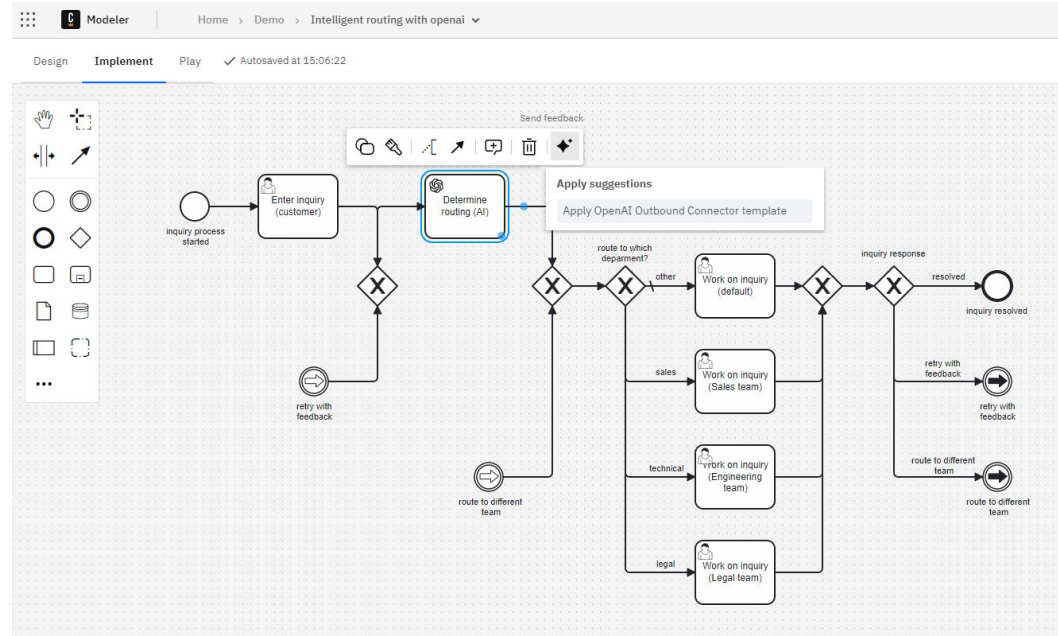 C Modeler Home > Demo > Intelligent routing with openai
Design Implement Play Autosaved at 15:06:22
Send feedback
Apply suggestions
Apply OpenAI Outbound Connector template
inquiry process
started
Enter inquiry
(customer)
Determine
routing (AI)
retry with
feedback
route to different
team
route to which
deparment?
other
Work on inquiry
(default)
sales
Work on inquiry
(Sales team)
technical
Work on inquiry
(Engineering
team)
legal
Work on inquiry
(Legal team)
inquiry response
resolved
inquiry resolved
retry with
feedback
retry with
feedback
route to different
team
route to different
team